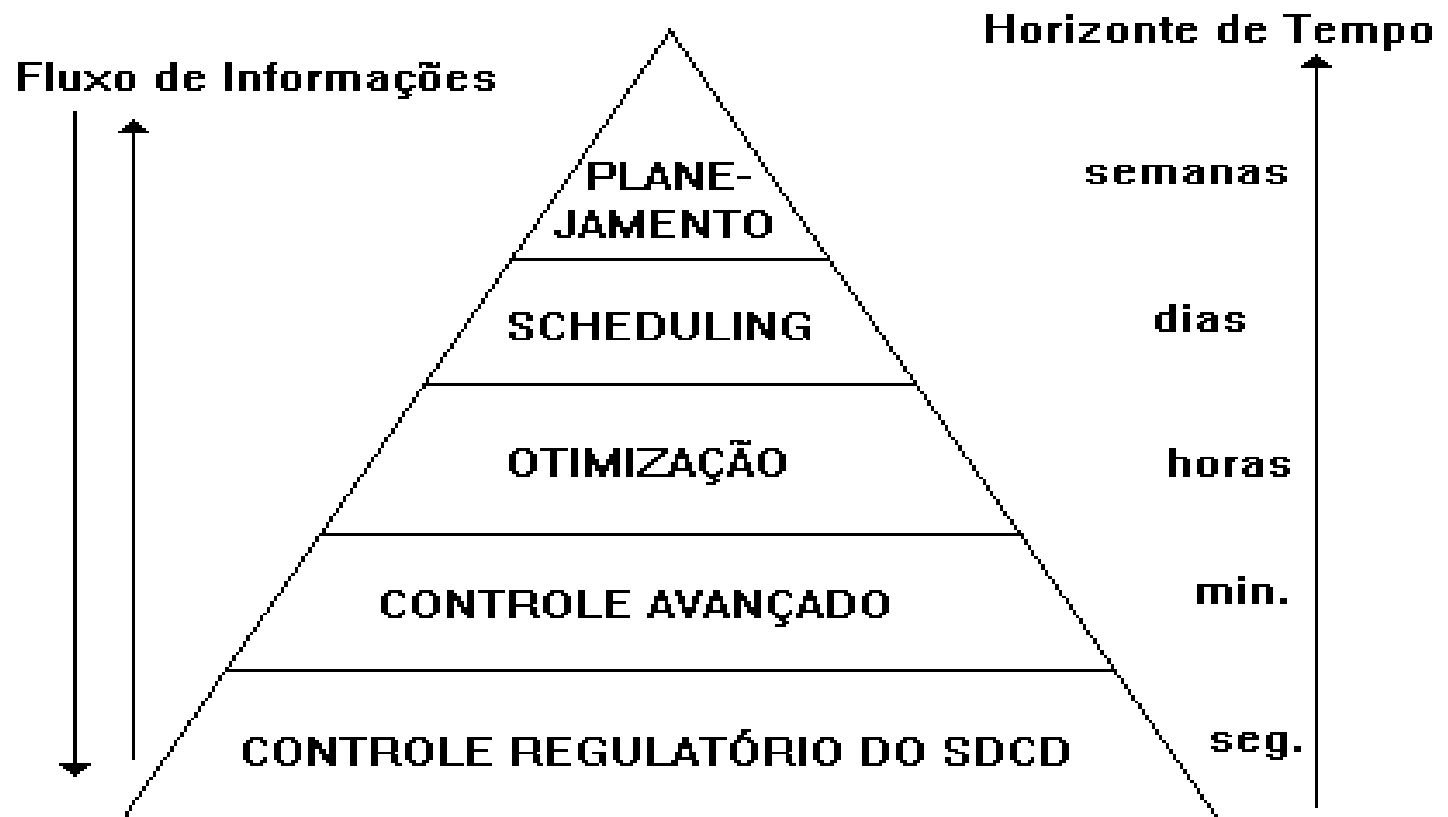 Horizonte de Tempo
Fluxo de Informações
PLANE-
JAMENTO
semanas
SCHEDULING
dias
OTIMIZAÇÃO
horas
CONTROLE AVANÇADO
min.
CONTROLE REGULATÓRIO DO SDCD
seg.